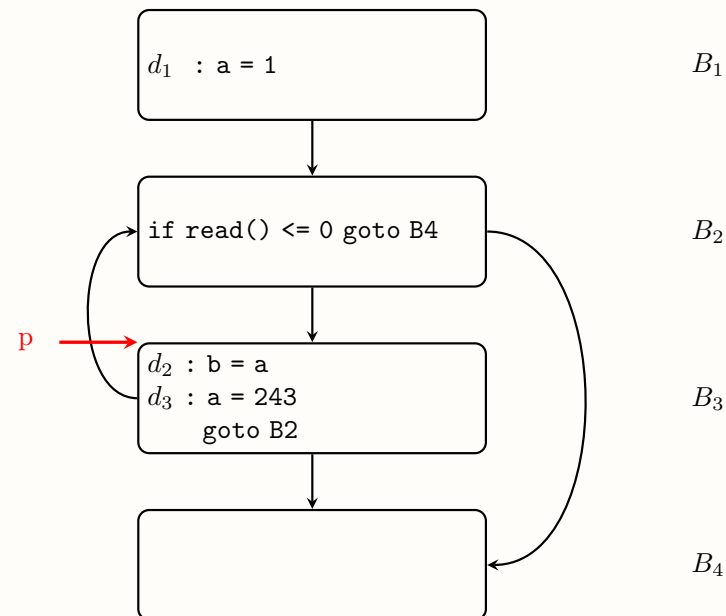 d₁ : a = 1 B₁
if read() <= 0 goto B4 B₂
p
d₂ : b = a
d₃ : a = 243 B₃
goto B2
B₄